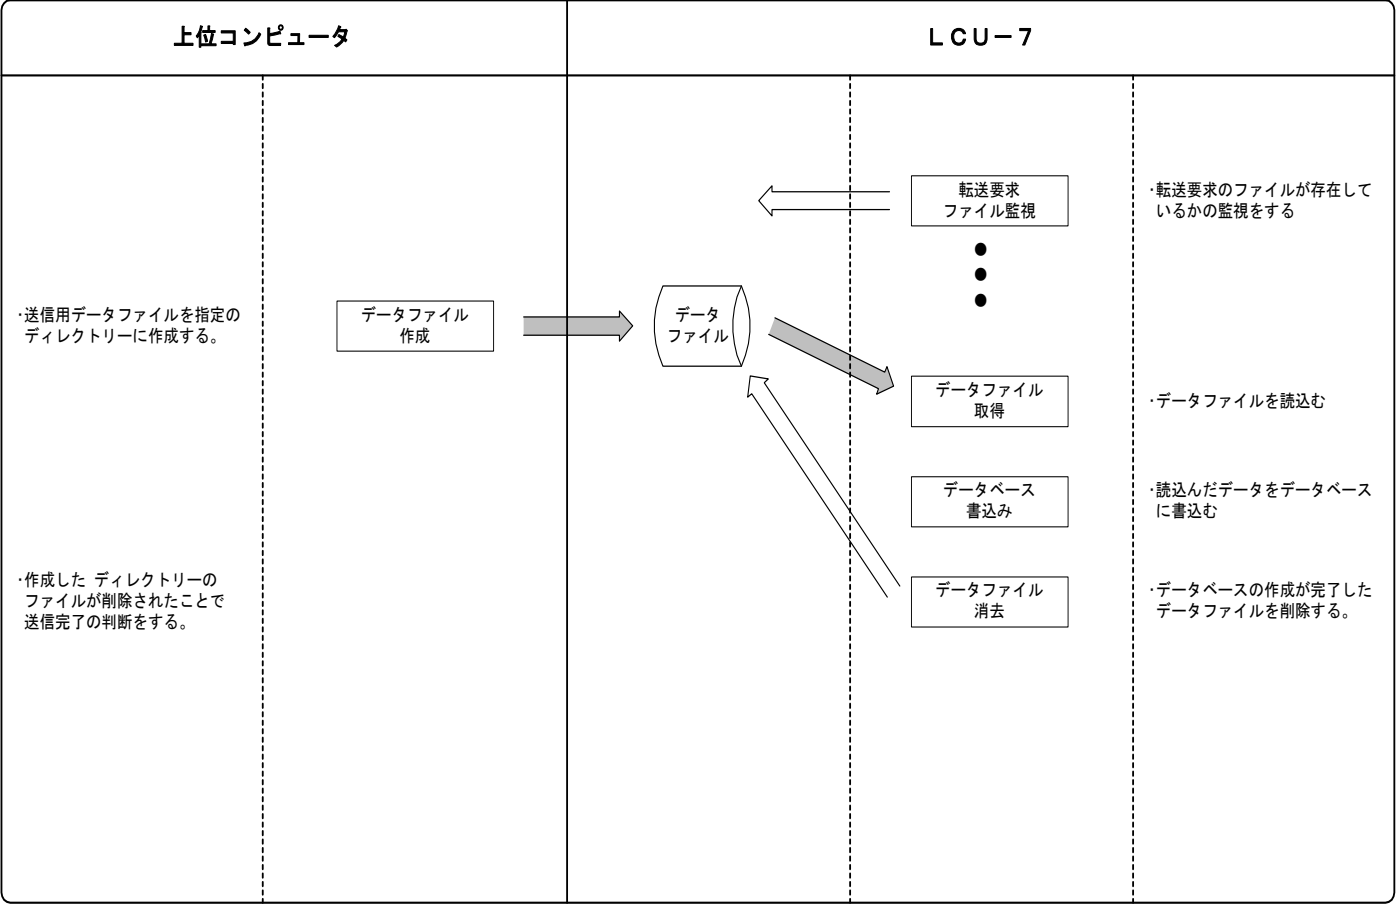 上位コンピュータ
LCU－7
転送要求
ファイル監視
･転送要求のファイルが存在して
いるかの監視をする
･送信用データファイルを指定の
ディレクトリーに作成する。
データファイル
作成
データ
ファイル
データファイル
取得
･データファイルを読込む
データベース
書込み
･読込んだデータをデータベース
に書込む
･作成した ディレクトリーの
ファイルが削除されたことで
送信完了の判断をする。
データファイル
消去
･データベースの作成が完了した
データファイルを削除する。